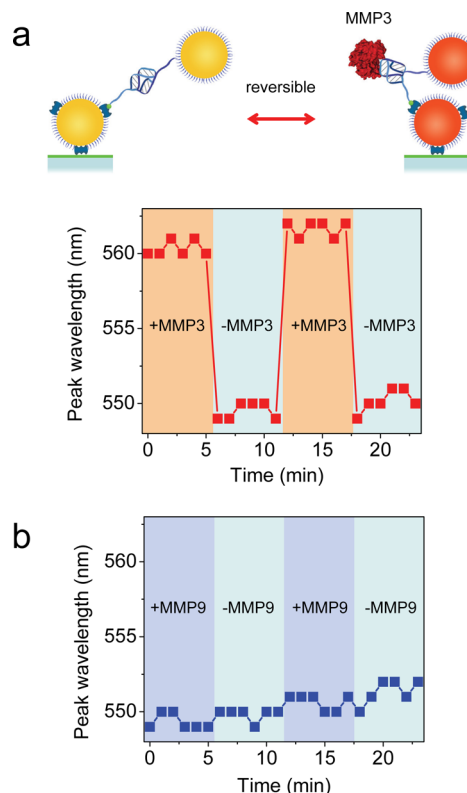 a
MMP3
reversible
Peak wavelength (nm)
560
555
550
+MMP3
-MMP3
+MMP3
-MMP3
0
5
10
15
20
Time (min)
b
Peak wavelength (nm)
560
555
550
+MMP9
-MMP9
+MMP9
-MMP9
0
5
10
15
20
Time (min)